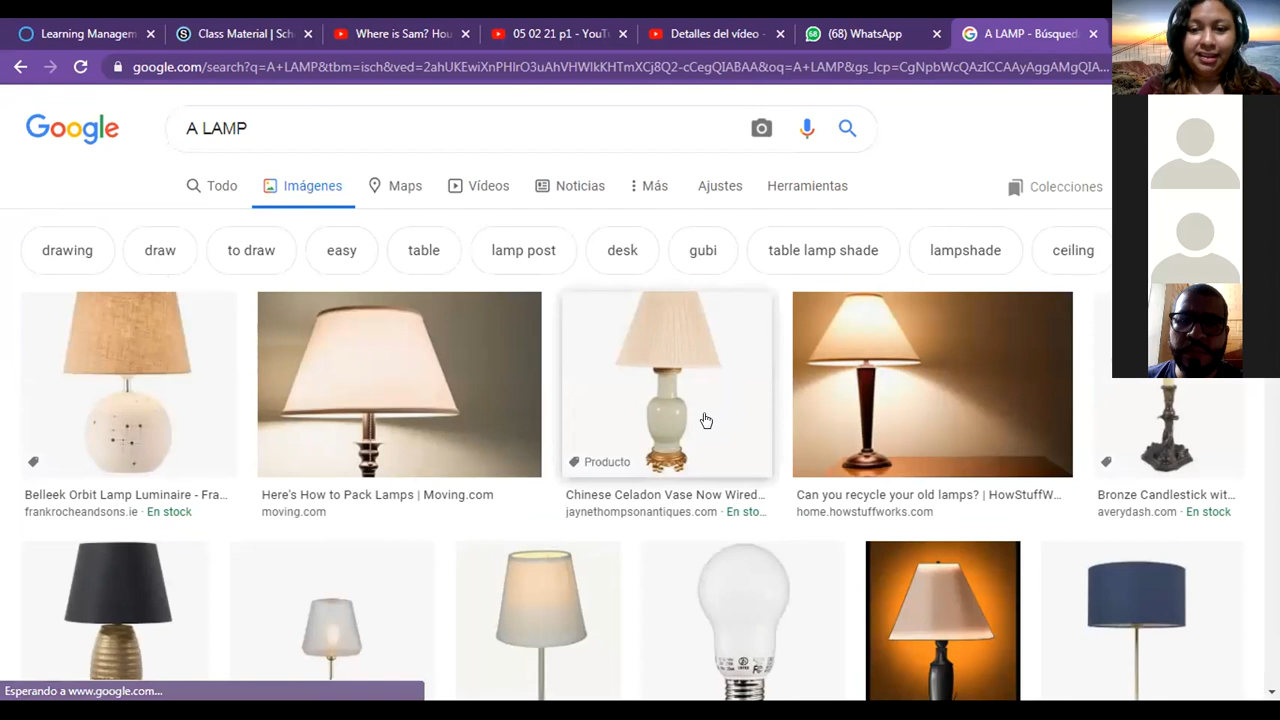 Learning Managem
Class Material | Sch
Where is Sam? Hou
05 02 21 p1 - YouTu
Detalles del vídeo -
(68) WhatsApp
A LAMP - Búsqued
google.com/search?q=A+LAMP&tbm=isch&ved=2ahUKEwiXnPHrO3uAhVHWlkKHTmXCj8Q2-cCegQIABAA&oq=A+LAMP&gs_lcp=CgNpbWcQAzICCAAyAggAMgQIA...
Google
A LAMP
Todo
Imágenes
Maps
Vídeos
Noticias
Más
Ajustes
Herramientas
Colecciones
drawing
draw
to draw
easy
table
lamp post
desk
gubi
table lamp shade
lampshade
ceiling
Producto
Belleek Orbit Lamp Luminaire - Fra...
frankrocheandsons.ie · En stock
Here's How to Pack Lamps | Moving.com
moving.com
Chinese Celadon Vase Now Wired...
jaynethompsonantiques.com · En sto...
Can you recycle your old lamps? | HowStuffW...
home.howstuffworks.com
Bronze Candlestick wit...
averydash.com · En stock
Esperando a www.google.com...